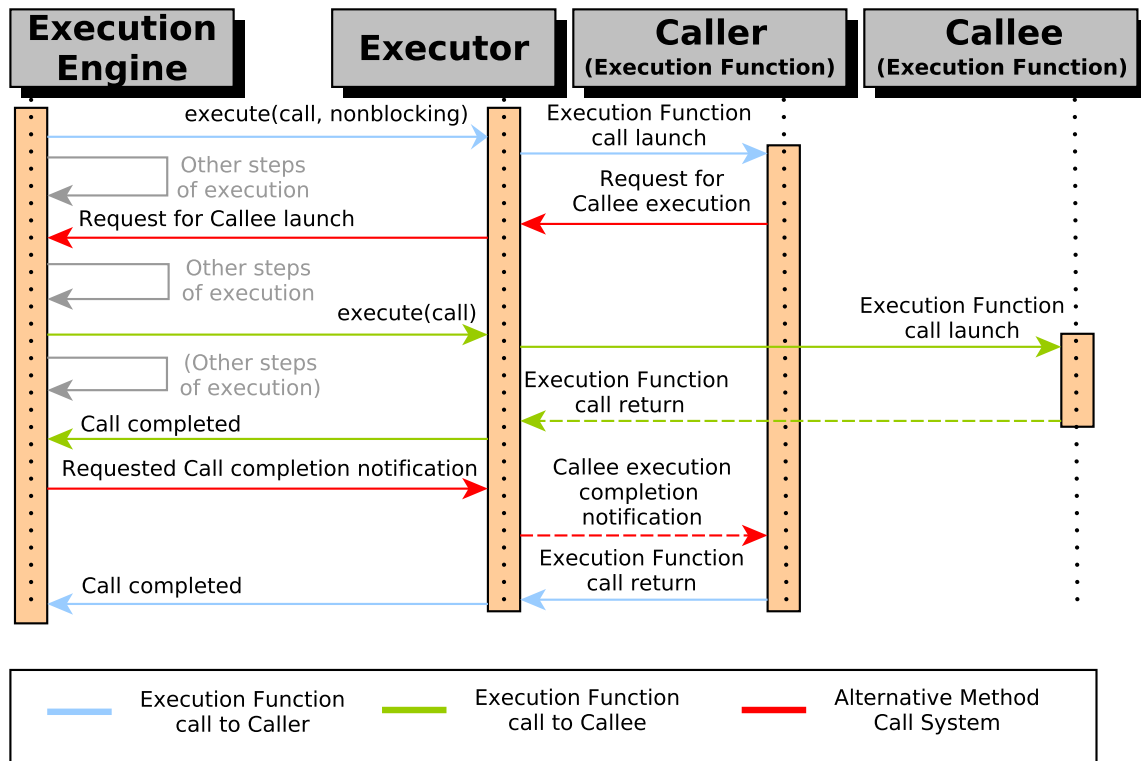 Execution
Engine
Executor
Caller
(Execution Function)
Callee
(Execution Function)
execute(call, nonblocking)
Execution Function
call launch
Other steps
of execution
Request for
Callee execution
Request for Callee launch
Other steps
of execution
execute(call)
Execution Function
call launch
(Other steps
of execution)
Execution Function
call return
Call completed
Requested Call completion notification
Callee execution
completion
notification
Execution Function
call return
Call completed
Execution Function
call to Caller
Execution Function
call to Callee
Alternative Method
Call System